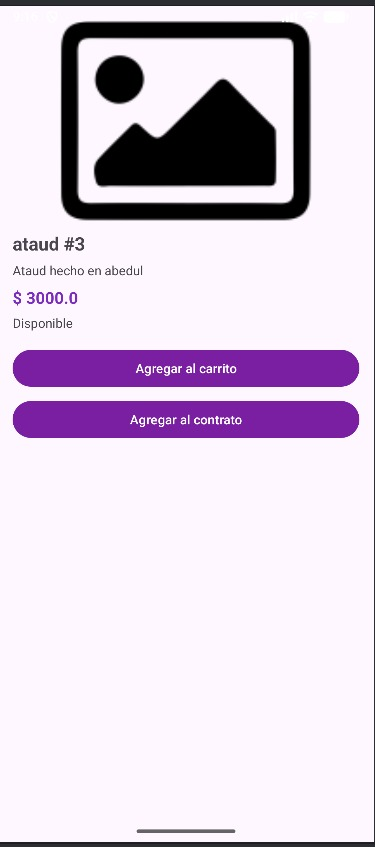 ataud #3
Ataud hecho en abedul
$ 3000.0
Disponible
Agregar al carrito
Agregar al contrato